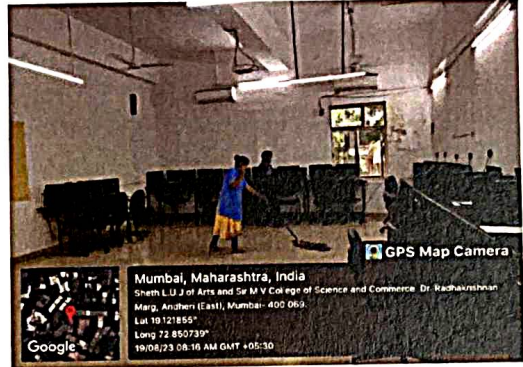 GPS Map Camera
Mumbai, Maharashtra, India
Sheth L.U J of Arts and Sir M V College of Science and Commerce Dr. Radhakrishnan
Marg, Andheri (East), Mumbai- 400 069.
Lat 19.121855°
Long 72.850739°
19/08/23 08:16 AM GMT +05:30
Google